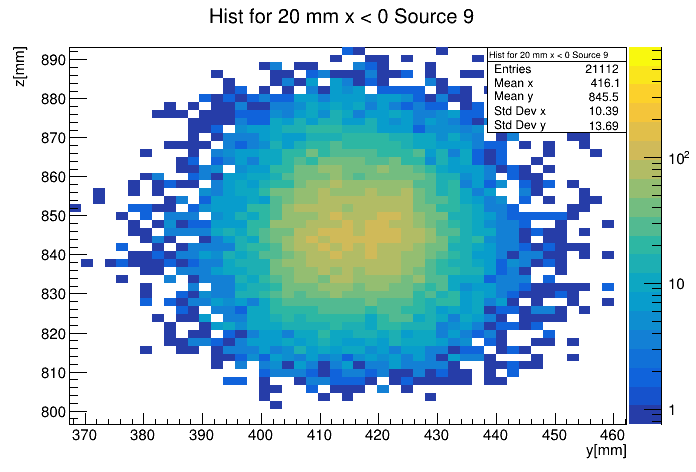 Hist for 20 mm x < 0 Source 9
z[mm]
Hist for 20 mm x < 0 Source 9
Entries 21112
Mean x 416.1
Mean y 845.5
Std Dev x 10.39
Std Dev y 13.69
890
880
870
860
850
840
830
820
810
800
10²
10
1
370 380 390 400 410 420 430 440 450 460
y[mm]